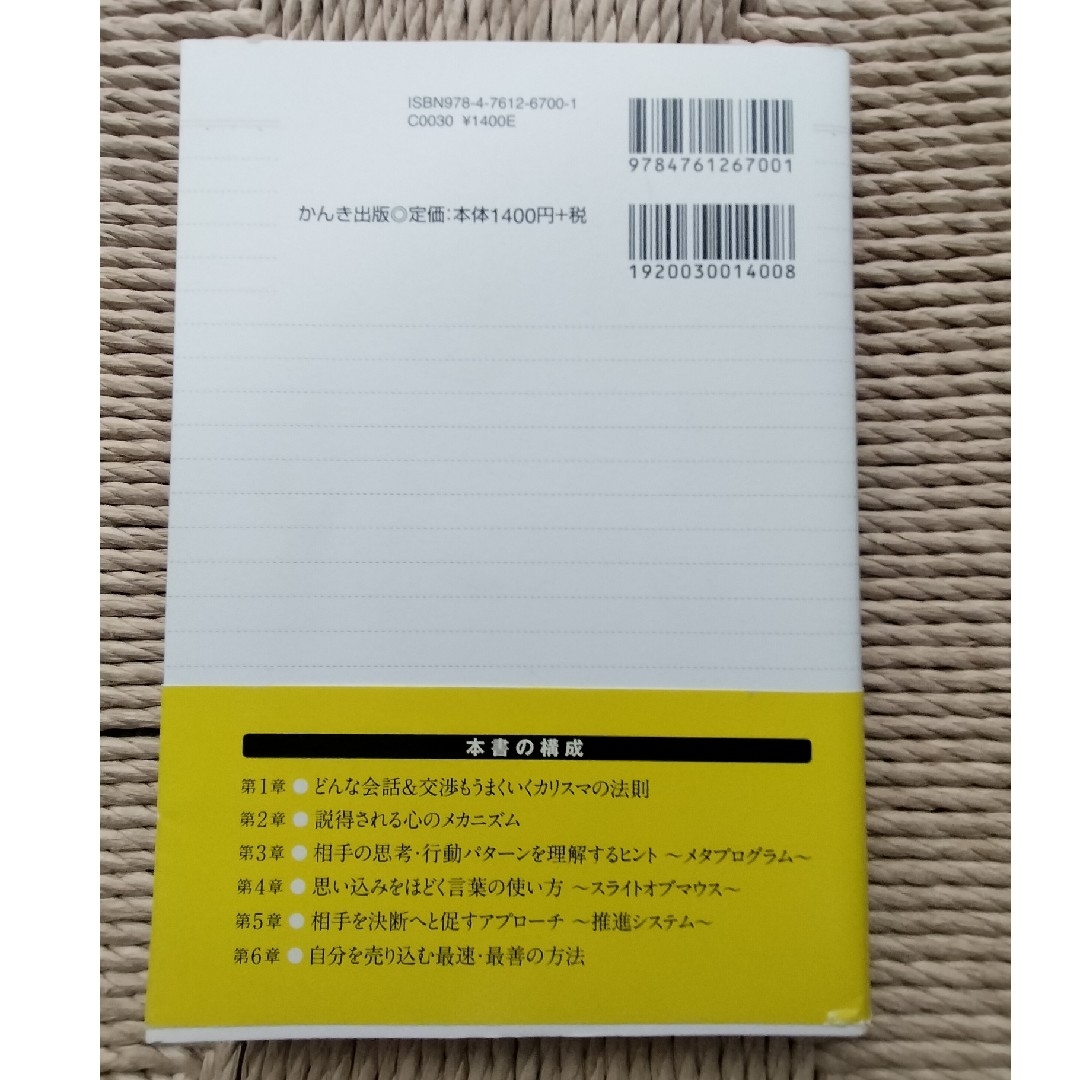 ISBN978-4-7612-6700-1
C0030 ¥1400E
9784761267001
かんき出版◎定価:本体1400円+税
1920030014008
本書の構成
第1章 ● どんな会話&交渉もうまくいくカリスマの法則
第2章 ● 説得される心のメカニズム
第3章 ● 相手の思考・行動パターンを理解するヒント 〜メタプログラム〜
第4章 ● 思い込みをほどく言葉の使い方 〜スライトオブマウス〜
第5章 ● 相手を決断へと促すアプローチ 〜推進システム〜
第6章 ● 自分を売り込む最速・最善の方法